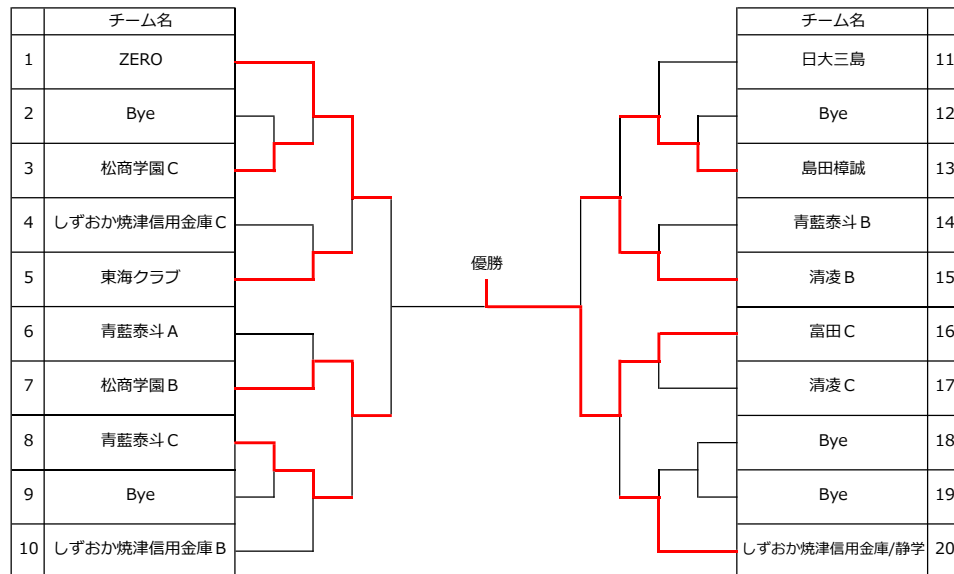 チーム名
1 ZERO
2 Bye
3 松商学園C
4 しずおか焼津信用金庫C
5 東海クラブ
6 青藍泰斗A
7 松商学園B
8 青藍泰斗C
9 Bye
10 しずおか焼津信用金庫B
優勝
チーム名
日大三島 11
Bye 12
島田樟誠 13
青藍泰斗B 14
清凌B 15
富田C 16
清凌C 17
Bye 18
Bye 19
しずおか焼津信用金庫/静学 20